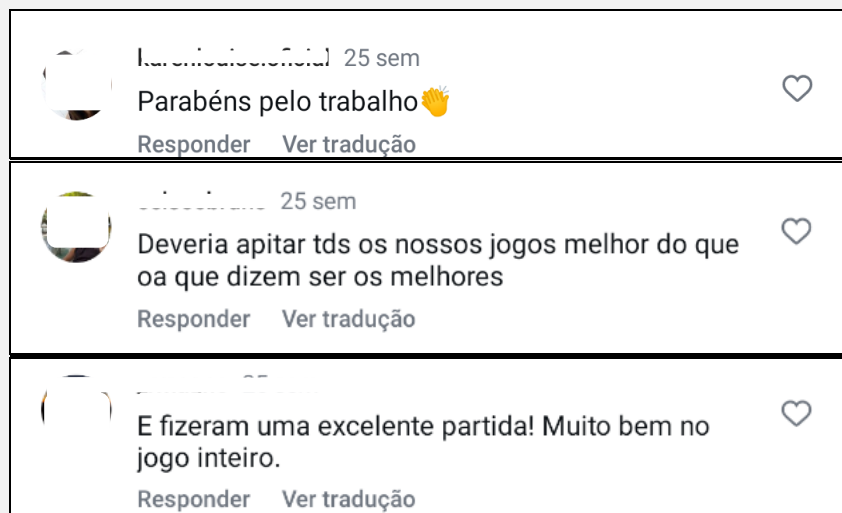 25 sem
Parabéns pelo trabalho👏
Responder Ver tradução
25 sem
Deveria apitar tds os nossos jogos melhor do que
oa que dizem ser os melhores
Responder Ver tradução
E fizeram uma excelente partida! Muito bem no
jogo inteiro.
Responder Ver tradução